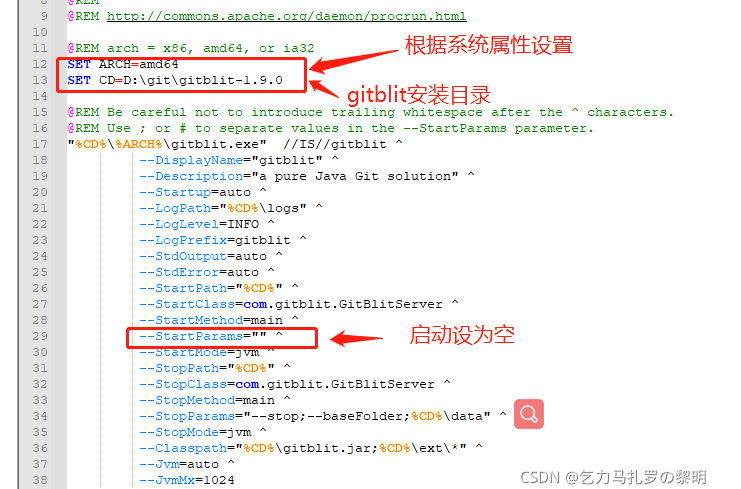 8 @REM
9 @REM http://commons.apache.org/daemon/procrun.html
10
11 @REM arch = x86, amd64, or ia32
根据系统属性设置
12 SET ARCH=amd64
13 SET CD=D:\git\gitblit-1.9.0
gitblit安装目录
14
15 @REM Be careful not to introduce trailing whitespace after the ^ characters.
16 @REM Use ; or # to separate values in the --StartParams parameter.
17 "%CD%\%ARCH%\gitblit.exe" //IS//gitblit ^
18 --DisplayName="gitblit" ^
19 --Description="a pure Java Git solution" ^
20 --Startup=auto ^
21 --LogPath="%CD%\logs" ^
22 --LogLevel=INFO ^
23 --LogPrefix=gitblit ^
24 --StdOutput=auto ^
25 --StdError=auto ^
26 --StartPath="%CD%" ^
27 --StartClass=com.gitblit.GitBlitServer ^
28 --StartMethod=main ^
29 --StartParams="" ^
启动设为空
30 --StartMode=jvm ^
31 --StopPath="%CD%" ^
32 --StopClass=com.gitblit.GitBlitServer ^
33 --StopMethod=main ^
34 --StopParams="--stop;--baseFolder;%CD%\data" ^
35 --StopMode=jvm ^
36 --Classpath="%CD%\gitblit.jar;%CD%\ext\*" ^
37 --Jvm=auto ^
38 --JvmMx=1024
CSDN @乞力马扎罗の黎明